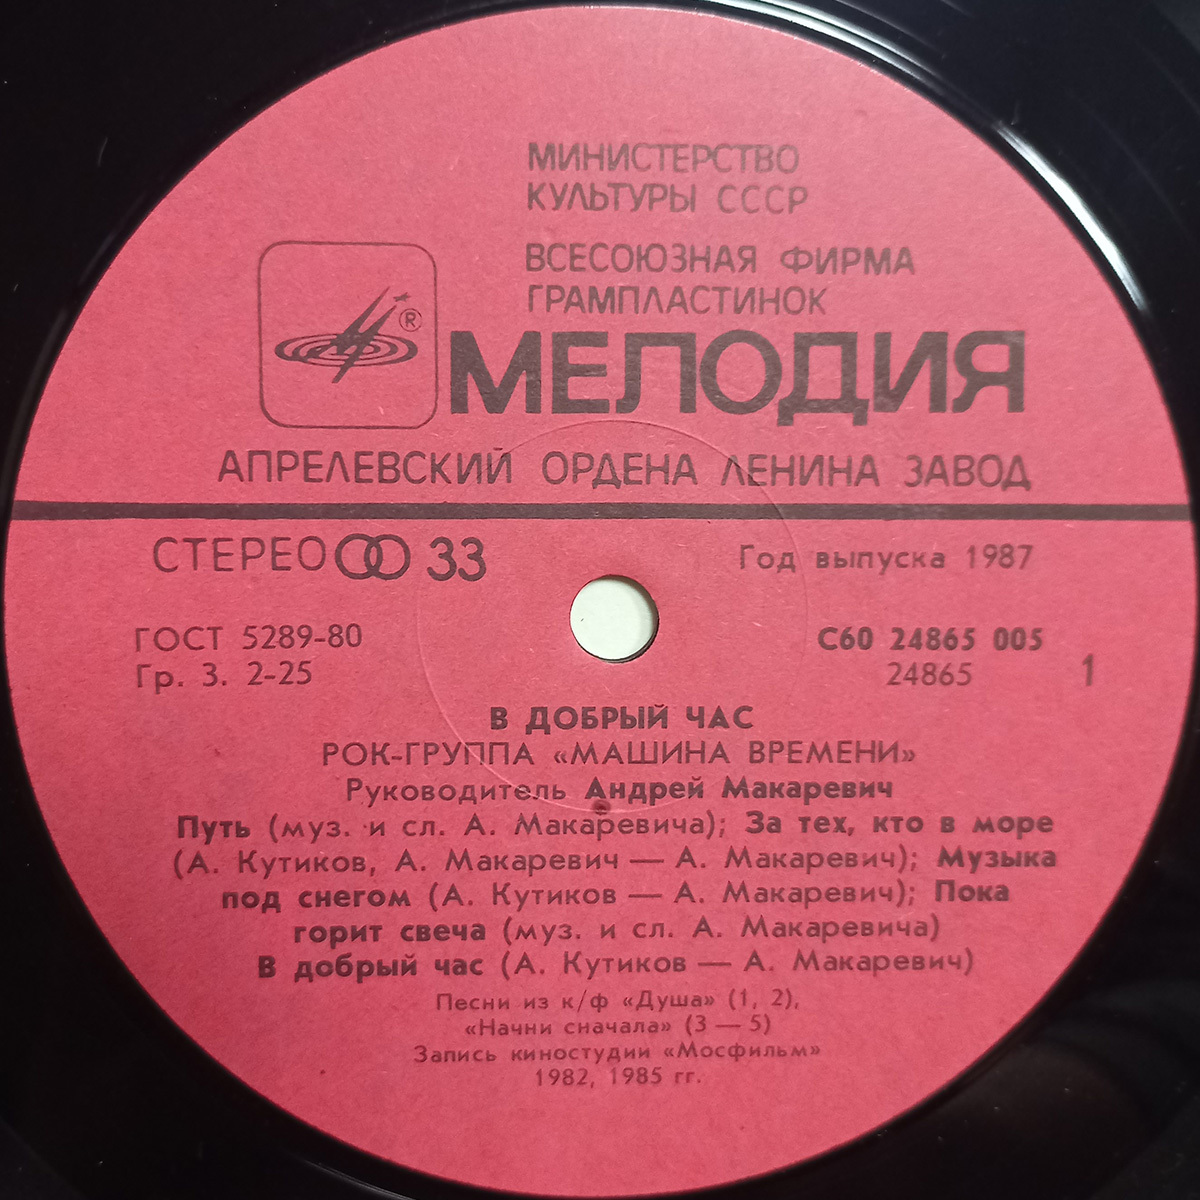 МИНИСТЕРСТВО
КУЛЬТУРЫ СССР
ВСЕСОЮЗНАЯ ФИРМА
ГРАМПЛАСТИНОК
®
МЕЛОДИЯ
АПРЕЛЕВСКИЙ ОРДЕНА ЛЕНИНА ЗАВОД
СТЕРЕО 33
Год выпуска 1987
ГОСТ 5289-80
Гр. 3. 2-25
С60 24865 005
24865 1
В ДОБРЫЙ ЧАС
РОК-ГРУППА «МАШИНА ВРЕМЕНИ»
Руководитель Андрей Макаревич
Путь (муз. и сл. А. Макаревича); За тех, кто в море
(А. Кутиков, А. Макаревич — А. Макаревич); Музыка
под снегом (А. Кутиков — А. Макаревич); Пока
горит свеча (муз. и сл. А. Макаревича)
В добрый час (А. Кутиков — А. Макаревич)
Песни из к/ф «Душа» (1, 2),
«Начни сначала» (3 — 5)
Запись киностудии «Мосфильм»
1982, 1985 гг.